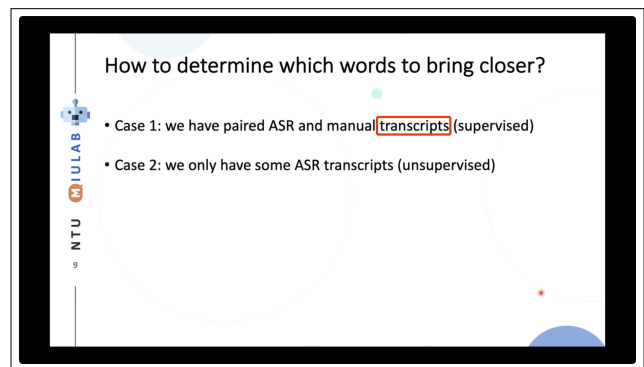 How to determine which words to bring closer?
• Case 1: we have paired ASR and manual transcripts (supervised)
• Case 2: we only have some ASR transcripts (unsupervised)
NTU MIULAB
9